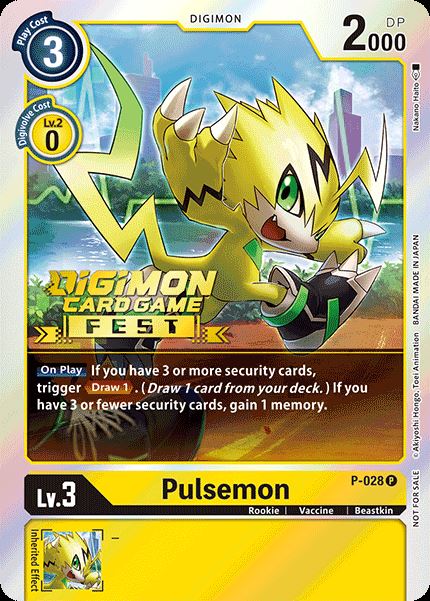 DIGIMON
Play Cost
3
DP
2000
Digivolve Cost
Lv.2
0
Nakano Haito
DIGIMON
CARD GAME
FEST
On Play If you have 3 or more security cards,
trigger Draw 1. (Draw 1 card from your deck.) If you
have 3 or fewer security cards, gain 1 memory.
©Akiyoshi Hongo, Toei Animation BANDAI MADE IN JAPAN
NOT FOR SALE
P-028 P
Lv.3
Pulsemon
Rookie | Vaccine | Beastkin
Inherited Effect
–